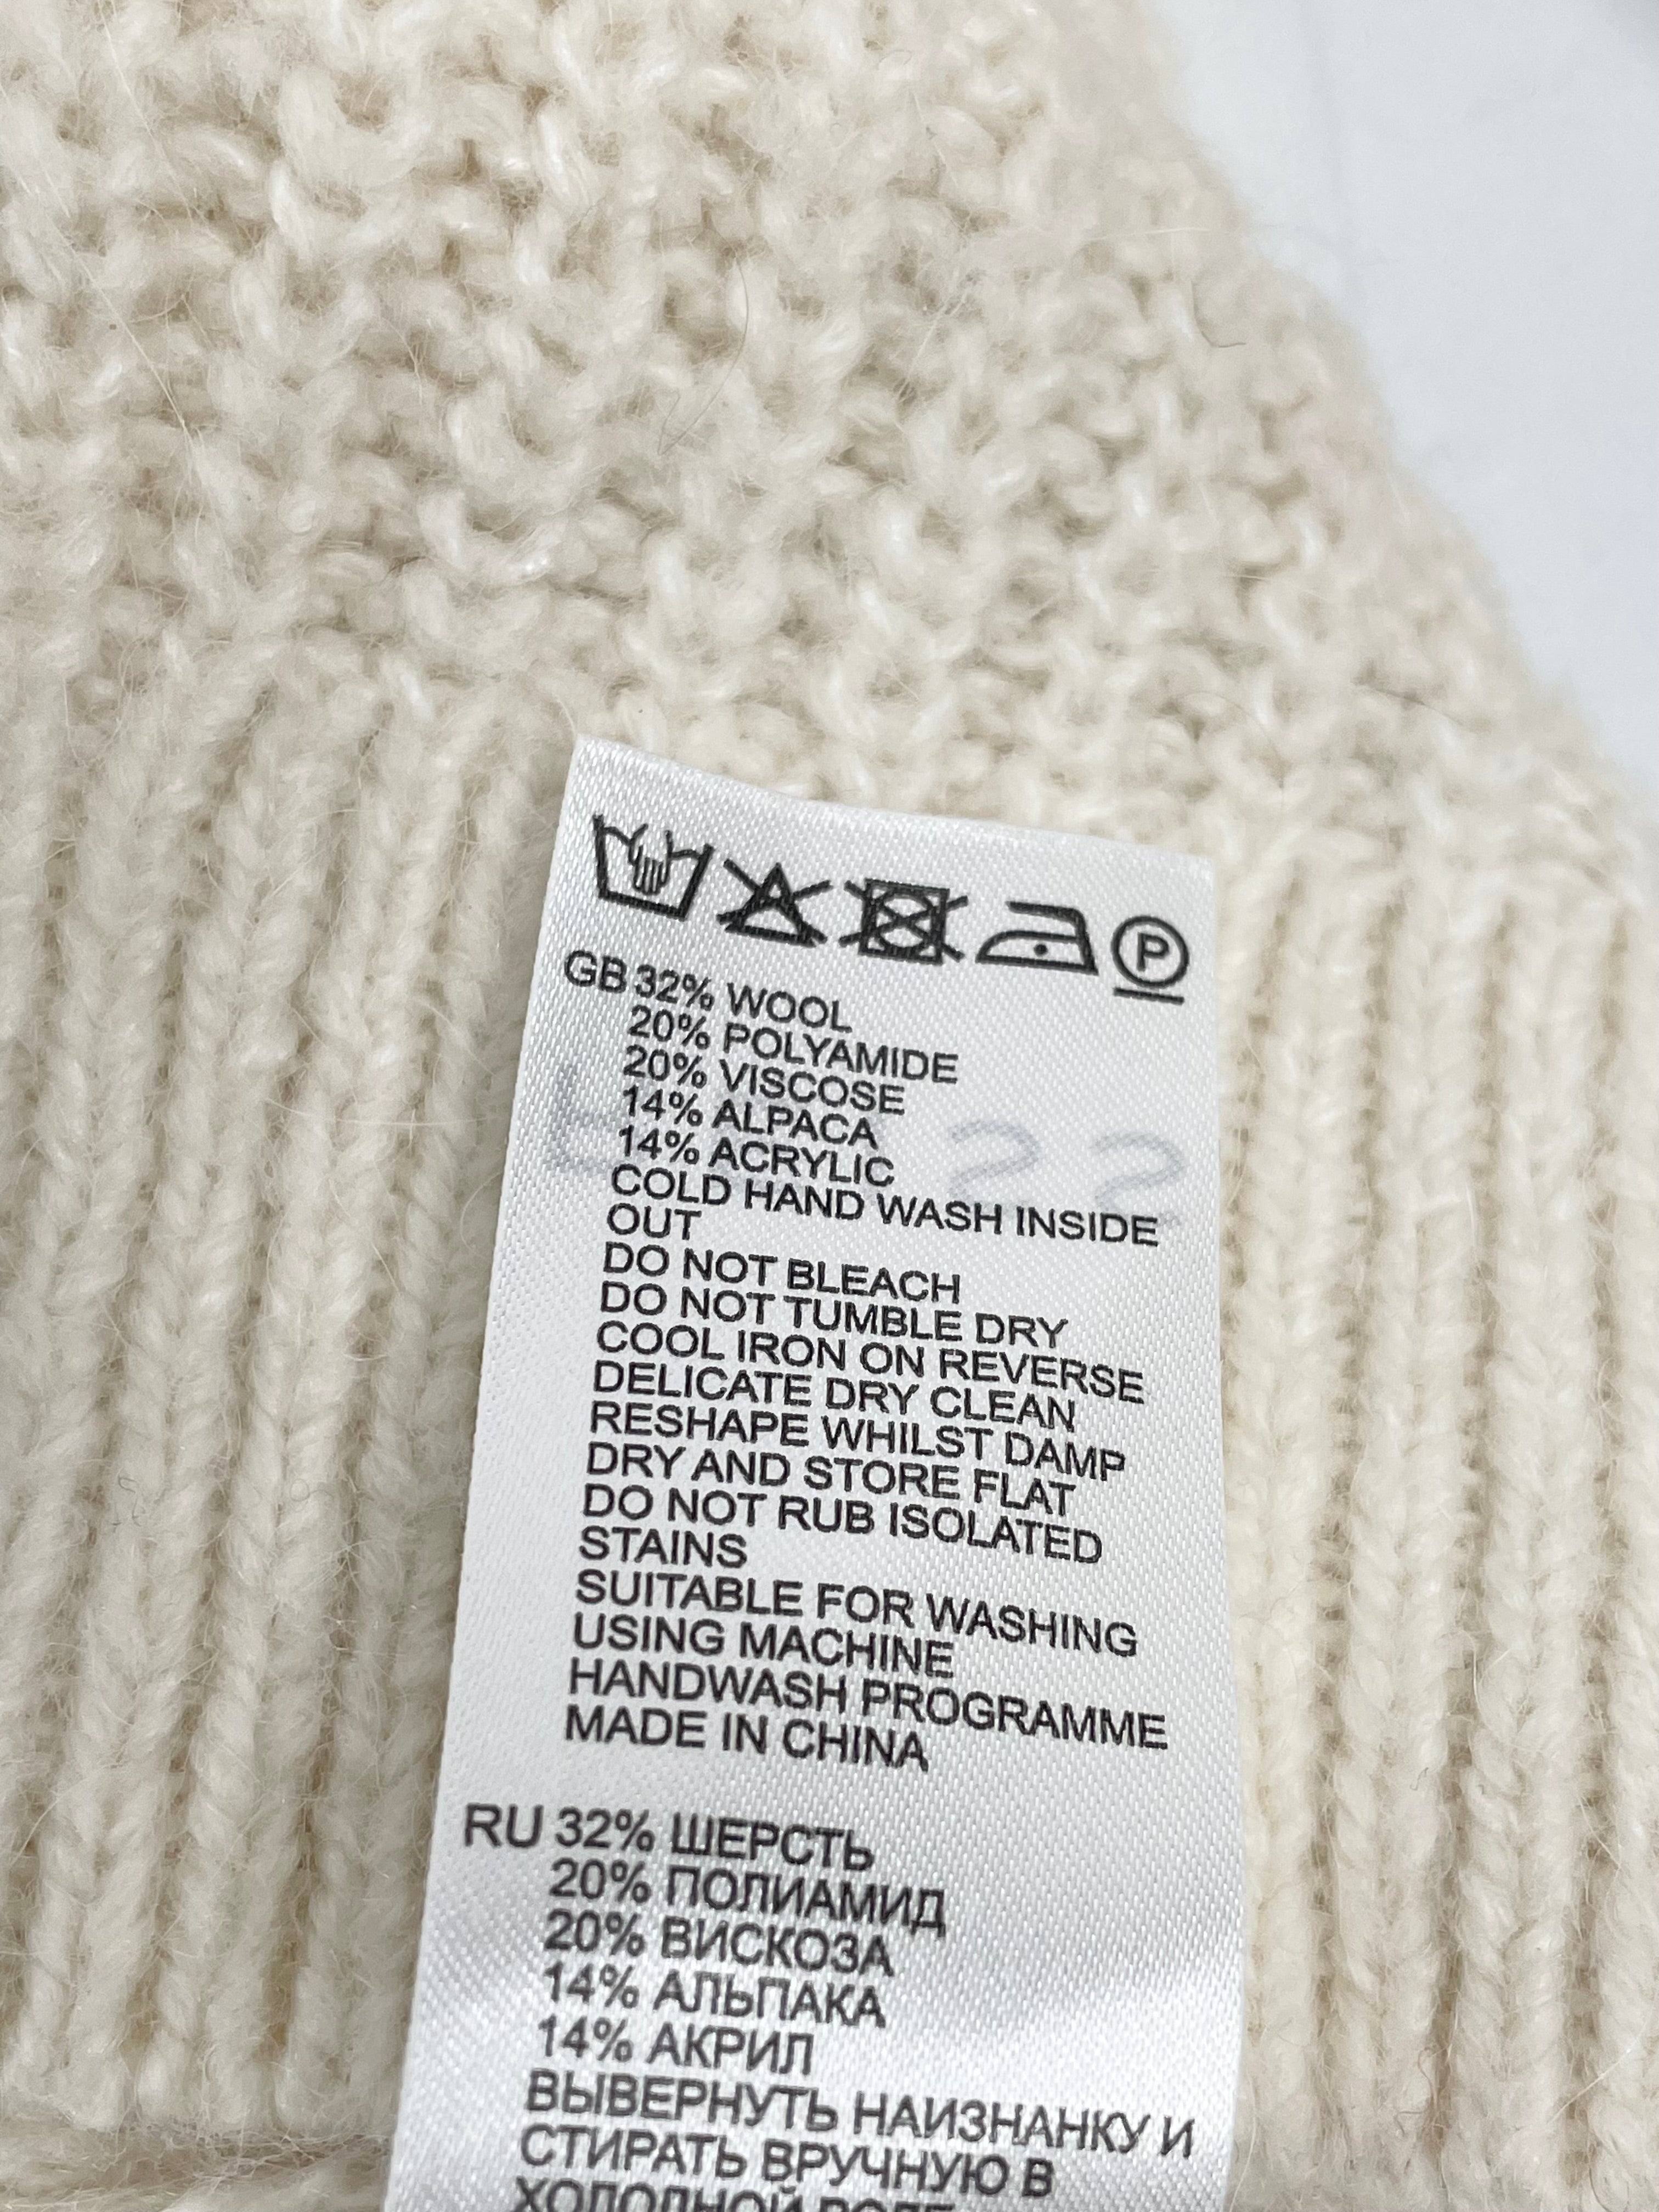 P
GB 32% WOOL
20% POLYAMIDE
20% VISCOSE
14% ALPACA
14% ACRYLIC
COLD HAND WASH INSIDE
OUT
DO NOT BLEACH
DO NOT TUMBLE DRY
COOL IRON ON REVERSE
DELICATE DRY CLEAN
RESHAPE WHILST DAMP
DRY AND STORE FLAT
DO NOT RUB ISOLATED
STAINS
SUITABLE FOR WASHING
USING MACHINE
HANDWASH PROGRAMME
MADE IN CHINA
RU 32% ШЕРСТЬ
20% ПОЛИАМИД
20% ВИСКОЗА
14% АЛЬПАКА
14% АКРИЛ
ВЫВЕРНУТЬ НАИЗНАНКУ И
СТИРАТЬ ВРУЧНУЮ В
ХОЛОДНОЙ ВОДЕ